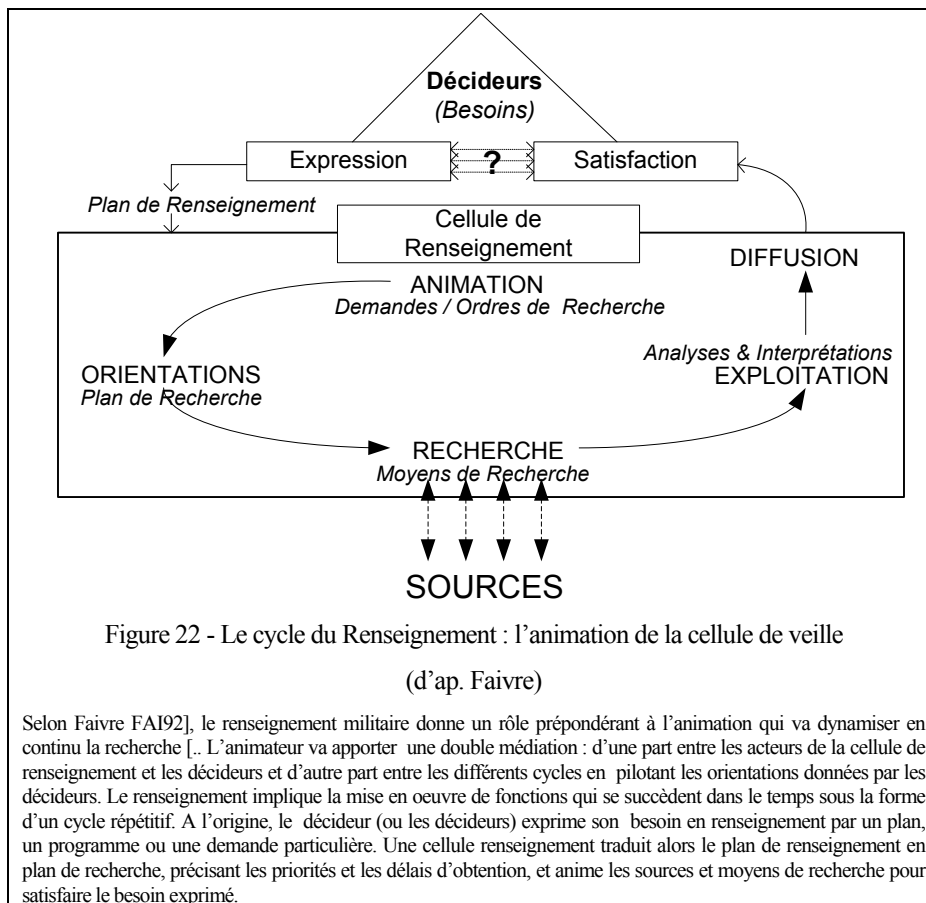 Décideurs
(Besoins)
Expression
?
Satisfaction
Plan de Renseignement
Cellule de
Renseignement
DIFFUSION
ANIMATION
Demandes / Ordres de Recherche
Analyses & Interprétations
EXPLOITATION
ORIENTATIONS
Plan de Recherche
RECHERCHE
Moyens de Recherche
SOURCES
Figure 22 - Le cycle du Renseignement : l’animation de la cellule de veille
(d’ap. Faivre)
Selon Faivre FAI92], le renseignement militaire donne un rôle prépondérant à l’animation qui va dynamiser en
continu la recherche [.. L’animateur va apporter une double médiation : d’une part entre les acteurs de la cellule de
renseignement et les décideurs et d’autre part entre les différents cycles en pilotant les orientations données par les
décideurs. Le renseignement implique la mise en oeuvre de fonctions qui se succèdent dans le temps sous la forme
d’un cycle répétitif. A l’origine, le décideur (ou les décideurs) exprime son besoin en renseignement par un plan,
un programme ou une demande particulière. Une cellule renseignement traduit alors le plan de renseignement en
plan de recherche, précisant les priorités et les délais d’obtention, et anime les sources et moyens de recherche pour
satisfaire le besoin exprimé.